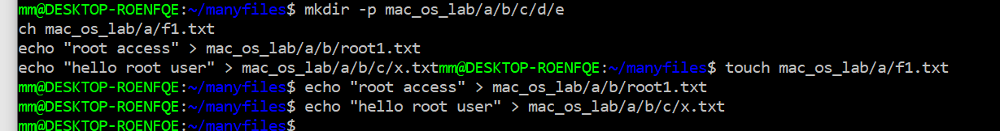 mm@DESKTOP-ROENFQE:~/manyfiles$ mkdir -p mac_os_lab/a/b/c/d/e
ch mac_os_lab/a/f1.txt
echo "root access" > mac_os_lab/a/b/root1.txt
echo "hello root user" > mac_os_lab/a/b/c/x.txtmm@DESKTOP-ROENFQE:~/manyfiles$ touch mac_os_lab/a/f1.txt
mm@DESKTOP-ROENFQE:~/manyfiles$ echo "root access" > mac_os_lab/a/b/root1.txt
mm@DESKTOP-ROENFQE:~/manyfiles$ echo "hello root user" > mac_os_lab/a/b/c/x.txt
mm@DESKTOP-ROENFQE:~/manyfiles$